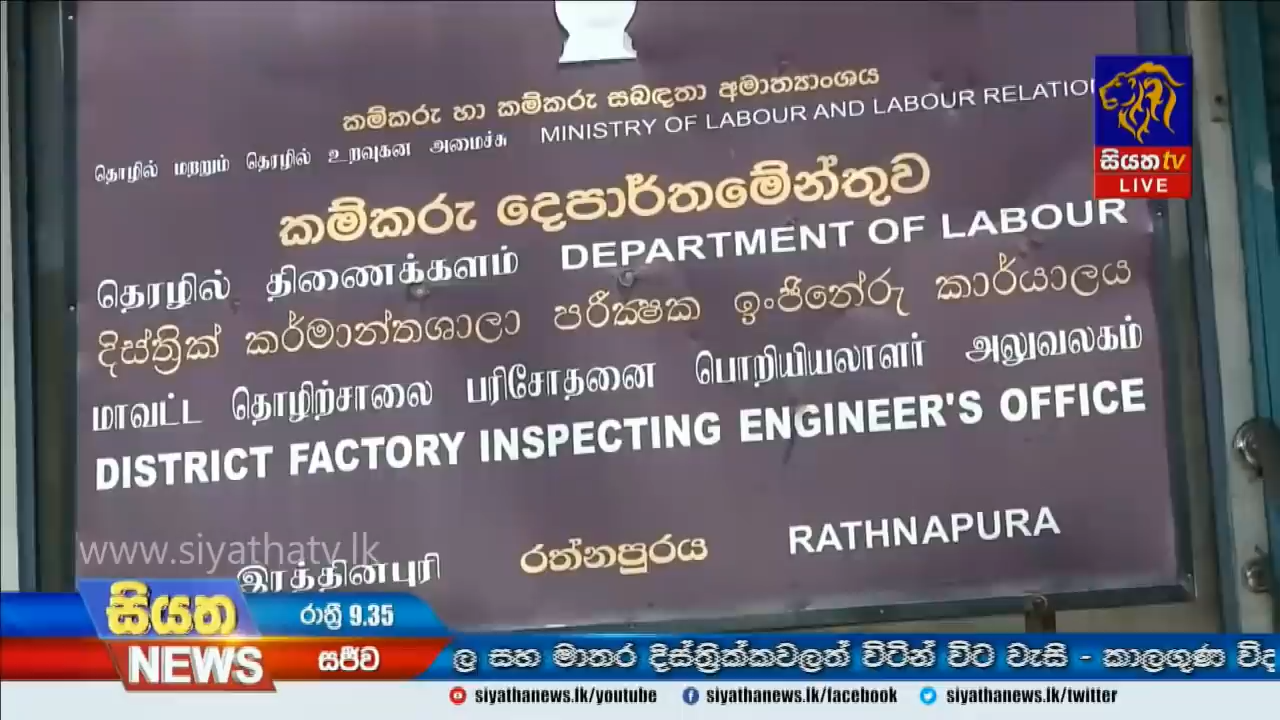 කම්කරු හා කම්කරු සබඳතා අමාත්‍යාංශය
தொழில் மற்றும் தெரழில் உறவுகள அமைச்சு MINISTRY OF LABOUR AND LABOUR RELATIO
සියත tv
LIVE
කම්කරු දෙපාර්තමේන්තුව
தெரழில் திணைக்களம் DEPARTMENT OF LABOUR
දිස්ත්‍රික් කර්මාන්තශාලා පරීක්ෂක ඉංජිනේරු කාර්යාලය
மாவட்ட தொழிற்சாலை பரிசோதனை பொறியியலாளர் அலுவலகம்
DISTRICT FACTORY INSPECTING ENGINEER'S OFFICE
இரத்தினபுரி රත්නපුරය RATHNAPURA
www.siyathatv.lk
සියත NEWS
රාත්‍රී 9.35
සජීව
ල සහ මාතර දිස්ත්‍රික්කවලත් විටින් විට වැසි - කාලගුණ විද
siyathanews.lk/youtube siyathanews.lk/facebook siyathanews.lk/twitter